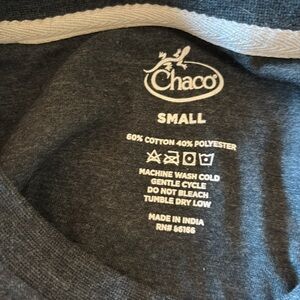 Chaco
SMALL
60% COTTON 40% POLYESTER
MACHINE WASH COLD
GENTLE CYCLE
DO NOT BLEACH
TUMBLE DRY LOW
MADE IN INDIA
RN# 56166